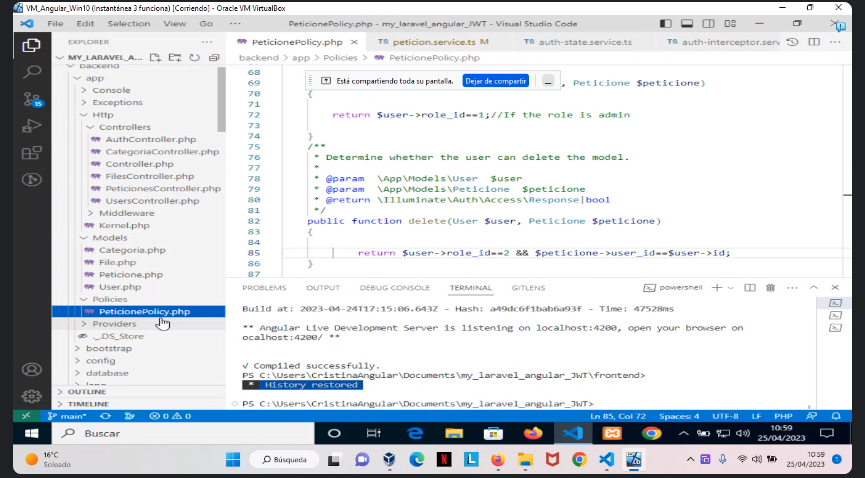 VM_Angular_Win10 (Instantánea 3 funciona) [Corriendo] - Oracle VM VirtualBox
File Edit Selection View Go ··· PeticionePolicy.php - my_laravel_angular_JWT - Visual Studio Code
EXPLORER
PeticionePolicy.php
peticion.service.ts M
auth-state.service.ts
auth-interceptor.serv
MY_LARAVEL_A...
backend > app > Policies > PeticionePolicy.php
backend
app
Console
Exceptions
Http
Controllers
AuthController.php
CategoriaController.php
Controller.php
FilesController.php
PeticionesController.php
UsersController.php
Middleware
Kernel.php
Models
Categoria.php
File.php
Peticione.php
User.php
Policies
PeticionePolicy.php
Providers
._.DS_Store
bootstrap
config
database
lang
OUTLINE
TIMELINE
15
Está compartiendo toda su pantalla. Dejar de compartir
68
69 , Peticione $peticione)
70 {
71
72 return $user->role_id==1;//If the role is admin
73
74 }
75 /**
76 * Determine whether the user can delete the model.
77 *
78 * @param \App\Models\User $user
79 * @param \App\Models\Peticione $peticione
80 * @return \Illuminate\Auth\Access\Response|bool
81 */
82 public function delete(User $user, Peticione $peticione)
83 {
84
85 return $user->role_id==2 && $peticione->user_id==$user->id;
86 }
87
PROBLEMS OUTPUT DEBUG CONSOLE TERMINAL GITLENS powershell
Build at: 2023-04-24T17:15:06.643Z - Hash: a49dc6f1bab6a93f - Time: 47528ms
** Angular Live Development Server is listening on localhost:4200, open your browser on
ocalhost:4200/ **
√ Compiled successfully.
PS C:\Users\CristinaAngular\Documents\my_laravel_angular_JWT\frontend>
* History restored
PS C:\Users\CristinaAngular\Documents\my_laravel_angular_JWT>
main* 0 0 Ln 85, Col 72 Spaces: 4 UTF-8 LF PHP
Buscar
10:59
25/04/2023
16°C
Soleado
Búsqueda
10:59
25/04/2023